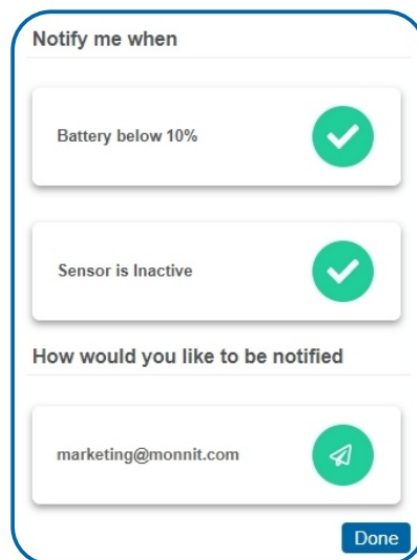 Notify me when
Battery below 10%
Sensor is Inactive
How would you like to be notified
marketing@monnit.com
Done